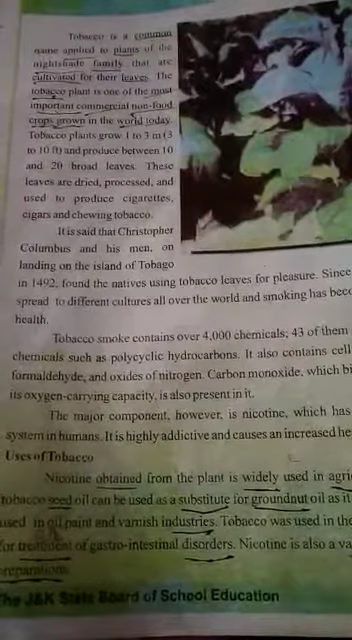 Tobacco is a common
name applied to plants of the
nightshade family that are
cultivated for their leaves. The
tobacco plant is one of the most
important commercial non-food
crops grown in the world today.
Tobacco plants grow 1 to 3 m (3
to 10 ft) and produce between 10
and 20 broad leaves. These
leaves are dried, processed, and
used to produce cigarettes,
cigars and chewing tobacco.
It is said that Christopher
Columbus and his men, on
landing on the island of Tobago
in 1492, found the natives using tobacco leaves for pleasure. Since
spread to different cultures all over the world and smoking has bec
health.
Tobacco smoke contains over 4,000 chemicals; 43 of them
chemicals such as polycyclic hydrocarbons. It also contains cell
formaldehyde, and oxides of nitrogen. Carbon monoxide, which bi
its oxygen-carrying capacity, is also present in it.
The major component, however, is nicotine, which has
system in humans. It is highly addictive and causes an increased he
Uses of Tobacco
Nicotine obtained from the plant is widely used in agri
tobacco seed oil can be used as a substitute for groundnut oil as it
used in oil paint and varnish industries. Tobacco was used in the
for treatment of gastro-intestinal disorders. Nicotine is also a va
preparations.
The J&K State Board of School Education